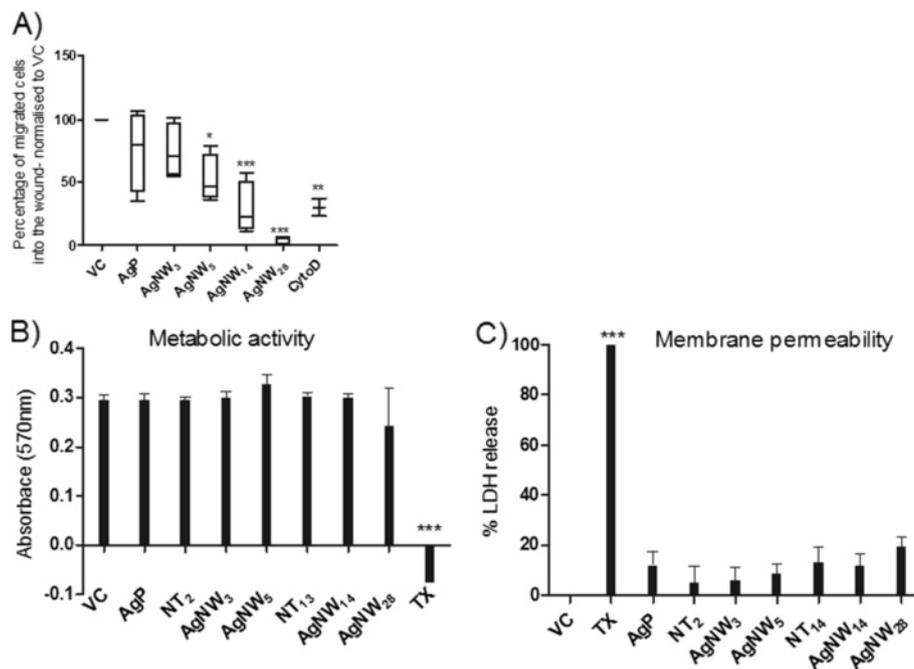 A)
Percentage of migrated cells
into the wound- normalised to VC
150
100
50
0
*
***
***
**
VC
AgP
AgNW3
AgNW5
AgNW14
AgNW28
CytoD
B)
Metabolic activity
Absorbace (570nm)
0.4
0.3
0.2
0.1
0.0
-0.1
***
VC
AgP
NT2
AgNW3
AgNW5
NT13
AgNW14
AgNW28
TX
C)
Membrane permeability
% LDH release
100
80
60
40
20
0
***
VC
TX
AgP
NT2
AgNW3
AgNW5
NT14
AgNW14
AgNW28